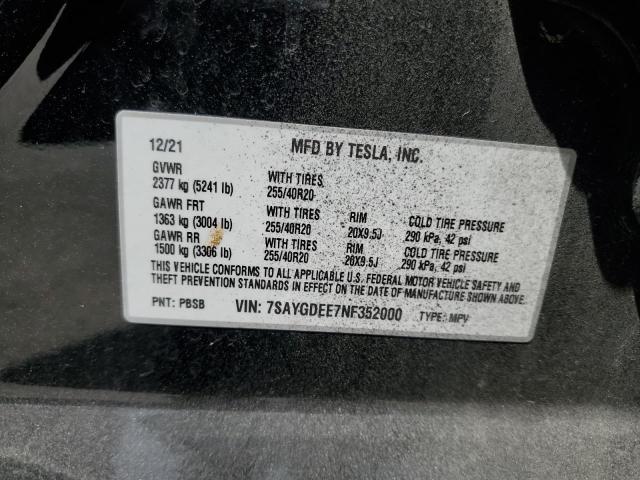 12/21 MFD BY TESLA, INC.
GVWR
2377 kg (5241 lb) WITH TIRES 255/40R20
GAWR FRT
1363 kg (3004 lb) WITH TIRES 255/40R20 RIM 20X9.5J COLD TIRE PRESSURE 290 kPa, 42 psi
GAWR RR
1500 kg (3306 lb) WITH TIRES 255/40R20 RIM 20X9.5J COLD TIRE PRESSURE 290 kPa, 42 psi
THIS VEHICLE CONFORMS TO ALL APPLICABLE U.S. FEDERAL MOTOR VEHICLE SAFETY AND
THEFT PREVENTION STANDARDS IN EFFECT ON THE DATE OF MANUFACTURE SHOWN ABOVE.
PNT: PBSB VIN: 7SAYGDEE7NF352000 TYPE: MPV